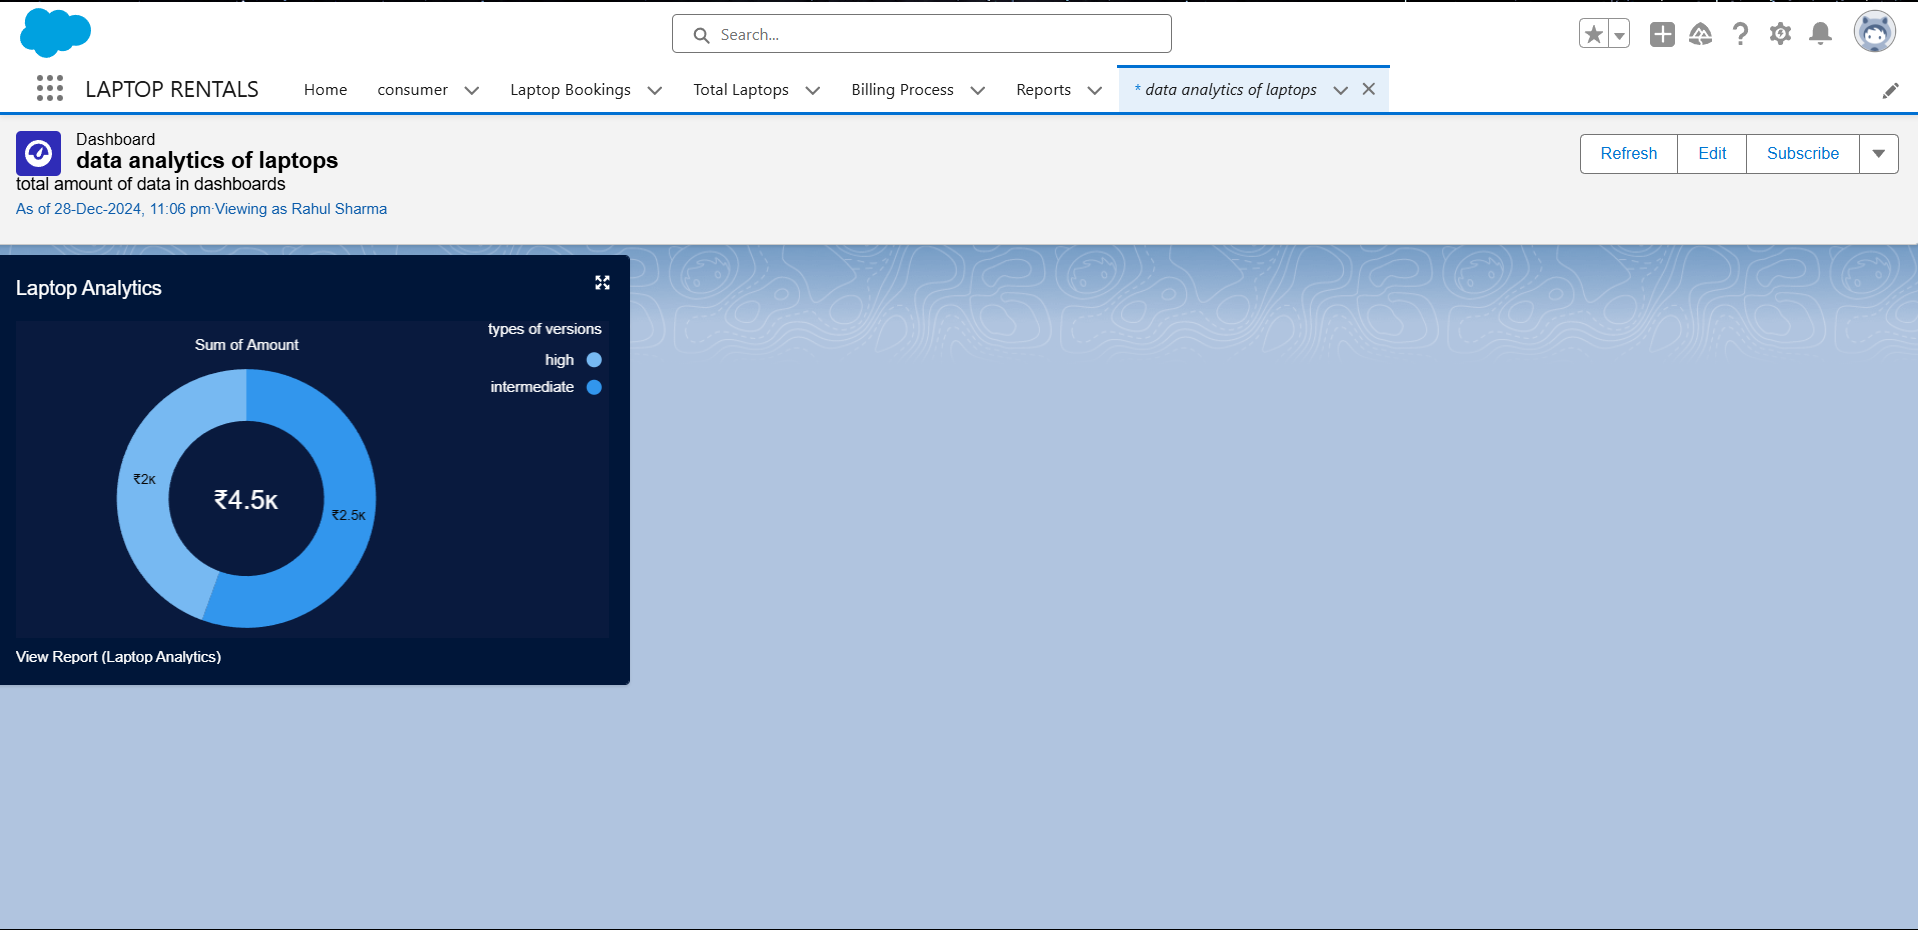 Search...
LAPTOP RENTALS
Home
consumer
Laptop Bookings
Total Laptops
Billing Process
Reports
* data analytics of laptops
Dashboard
data analytics of laptops
total amount of data in dashboards
As of 28-Dec-2024, 11:06 pm·Viewing as Rahul Sharma
Refresh
Edit
Subscribe
Laptop Analytics
types of versions
high
intermediate
Sum of Amount
₹2K
₹4.5K
₹2.5K
View Report (Laptop Analytics)